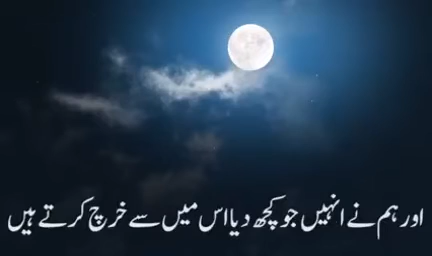 اور ہم نے انہیں جو کچھ دیا اس میں سے خرچ کرتے ہیں